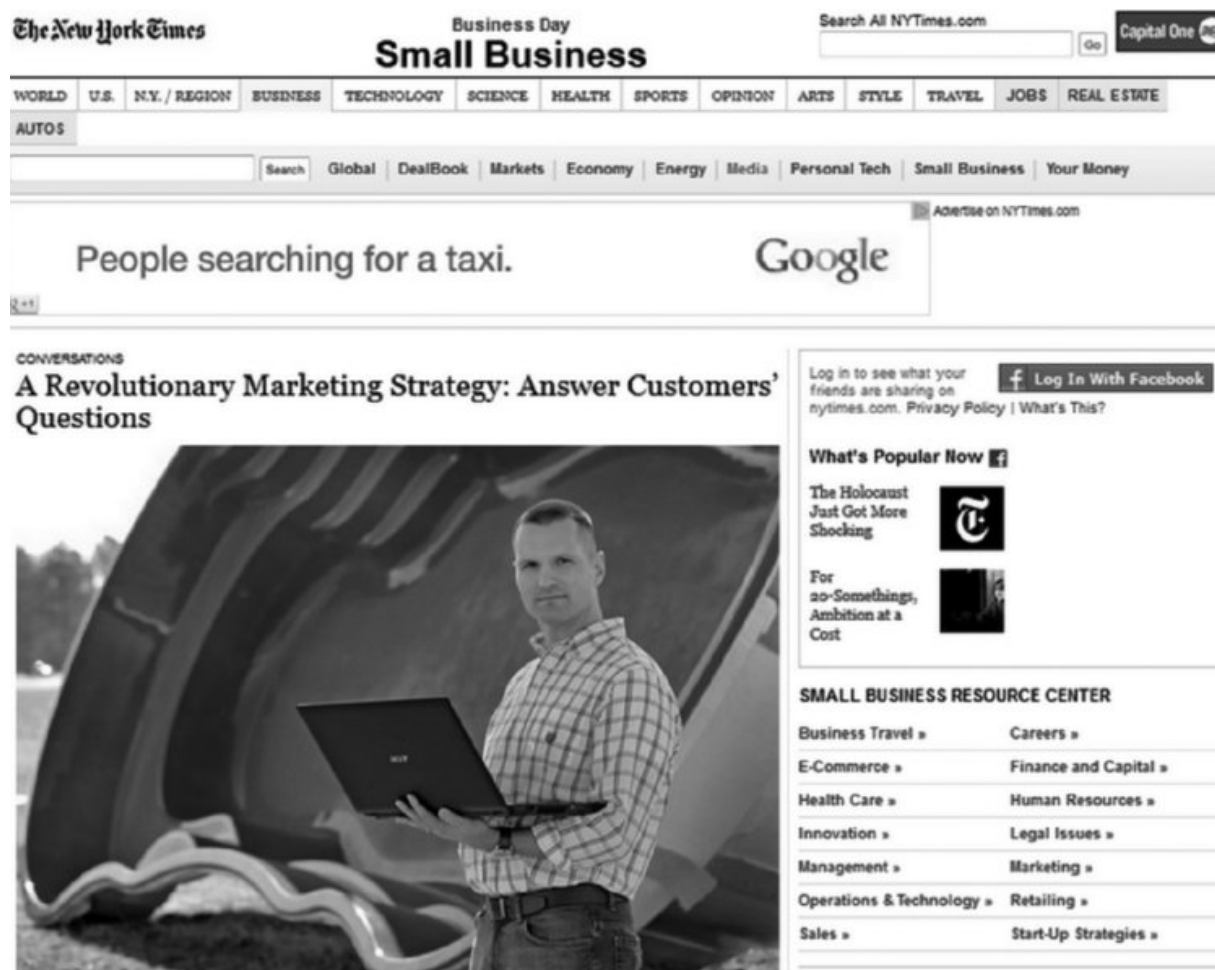 The New York Times
Business Day
Small Business
Search All NYTimes.com
Go
Capital One
WORLD U.S. N.Y. / REGION BUSINESS TECHNOLOGY SCIENCE HEALTH SPORTS OPINION ARTS STYLE TRAVEL JOBS REAL ESTATE
AUTOS
Search Global DealBook Markets Economy Energy Media Personal Tech Small Business Your Money
Advertise on NYTimes.com
People searching for a taxi.
Google
+1
CONVERSATIONS
A Revolutionary Marketing Strategy: Answer Customers'
Questions
acer
Log in to see what your
friends are sharing on
nytimes.com. Privacy Policy | What's This?
f Log In With Facebook
What's Popular Now f
The Holocaust
Just Got More
Shocking
T
For
20-Somethings,
Ambition at a
Cost
SMALL BUSINESS RESOURCE CENTER
Business Travel » Careers »
E-Commerce » Finance and Capital »
Health Care » Human Resources »
Innovation » Legal Issues »
Management » Marketing »
Operations & Technology » Retailing »
Sales » Start-Up Strategies »